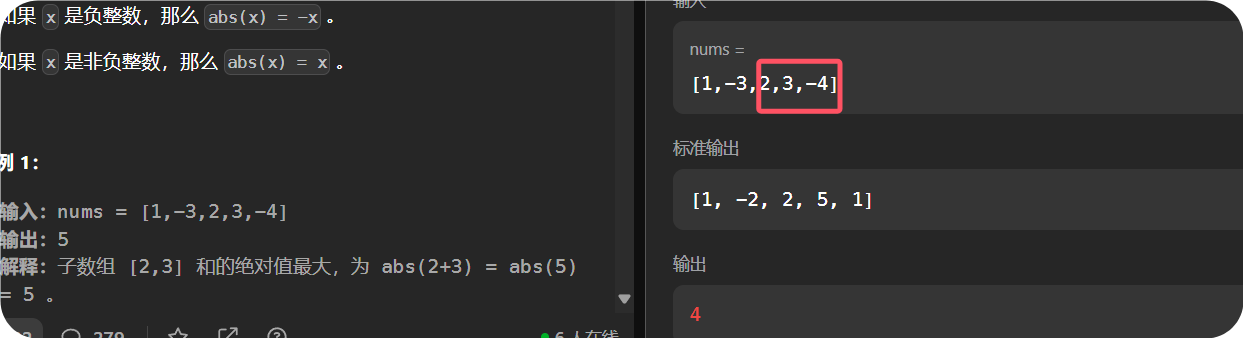 如果 x 是负整数，那么 abs(x) = -x 。
如果 x 是非负整数，那么 abs(x) = x 。
例 1：
输入：nums = [1,-3,2,3,-4]
输出：5
解释：子数组 [2,3] 和的绝对值最大，为 abs(2+3) = abs(5)
= 5 。
279
6 人在线
输入
nums =
[1,-3,2,3,-4]
标准输出
[1, -2, 2, 5, 1]
输出
4